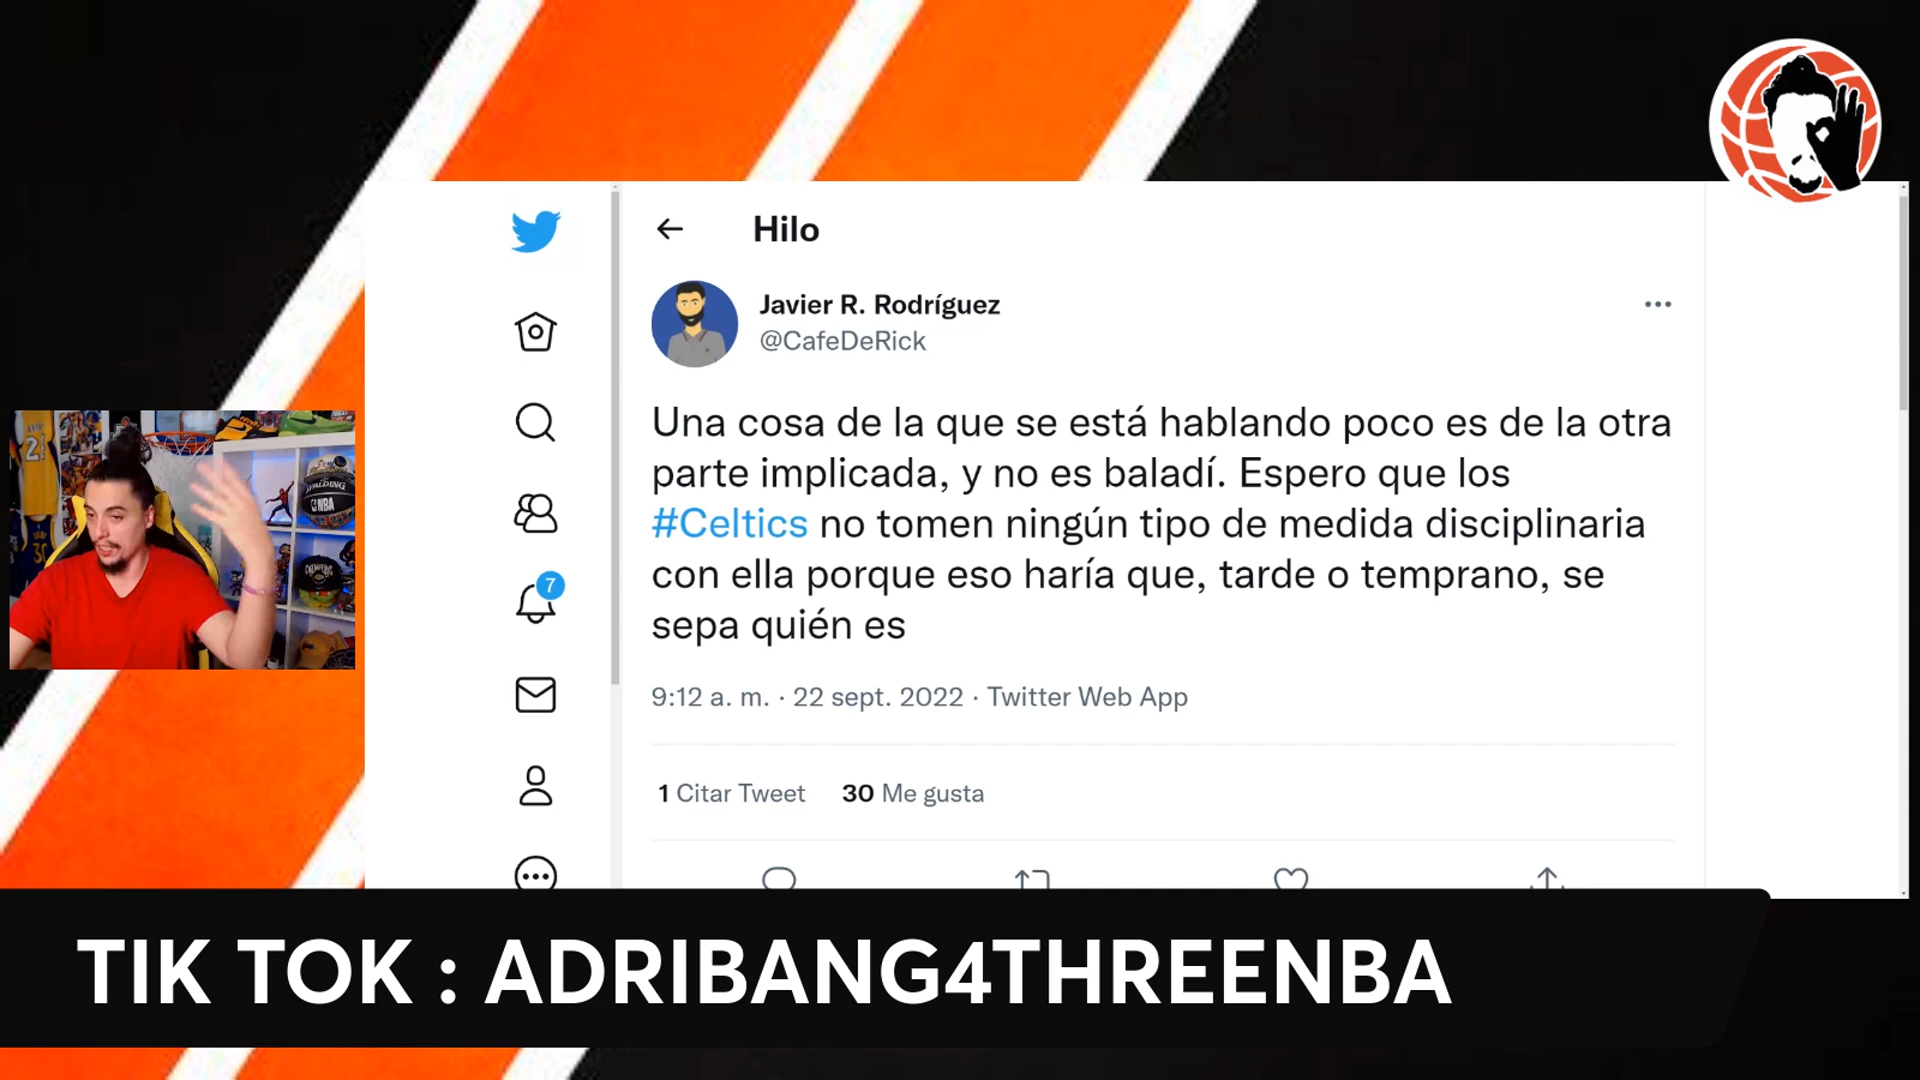 Hilo
Javier R. Rodríguez
@CafeDeRick
Una cosa de la que se está hablando poco es de la otra
parte implicada, y no es baladí. Espero que los
#Celtics no tomen ningún tipo de medida disciplinaria
con ella porque eso haría que, tarde o temprano, se
sepa quién es
7
9:12 a. m. · 22 sept. 2022 · Twitter Web App
1 Citar Tweet 30 Me gusta
SPALDING
NBA
TIK TOK : ADRIBANG4THREENBA